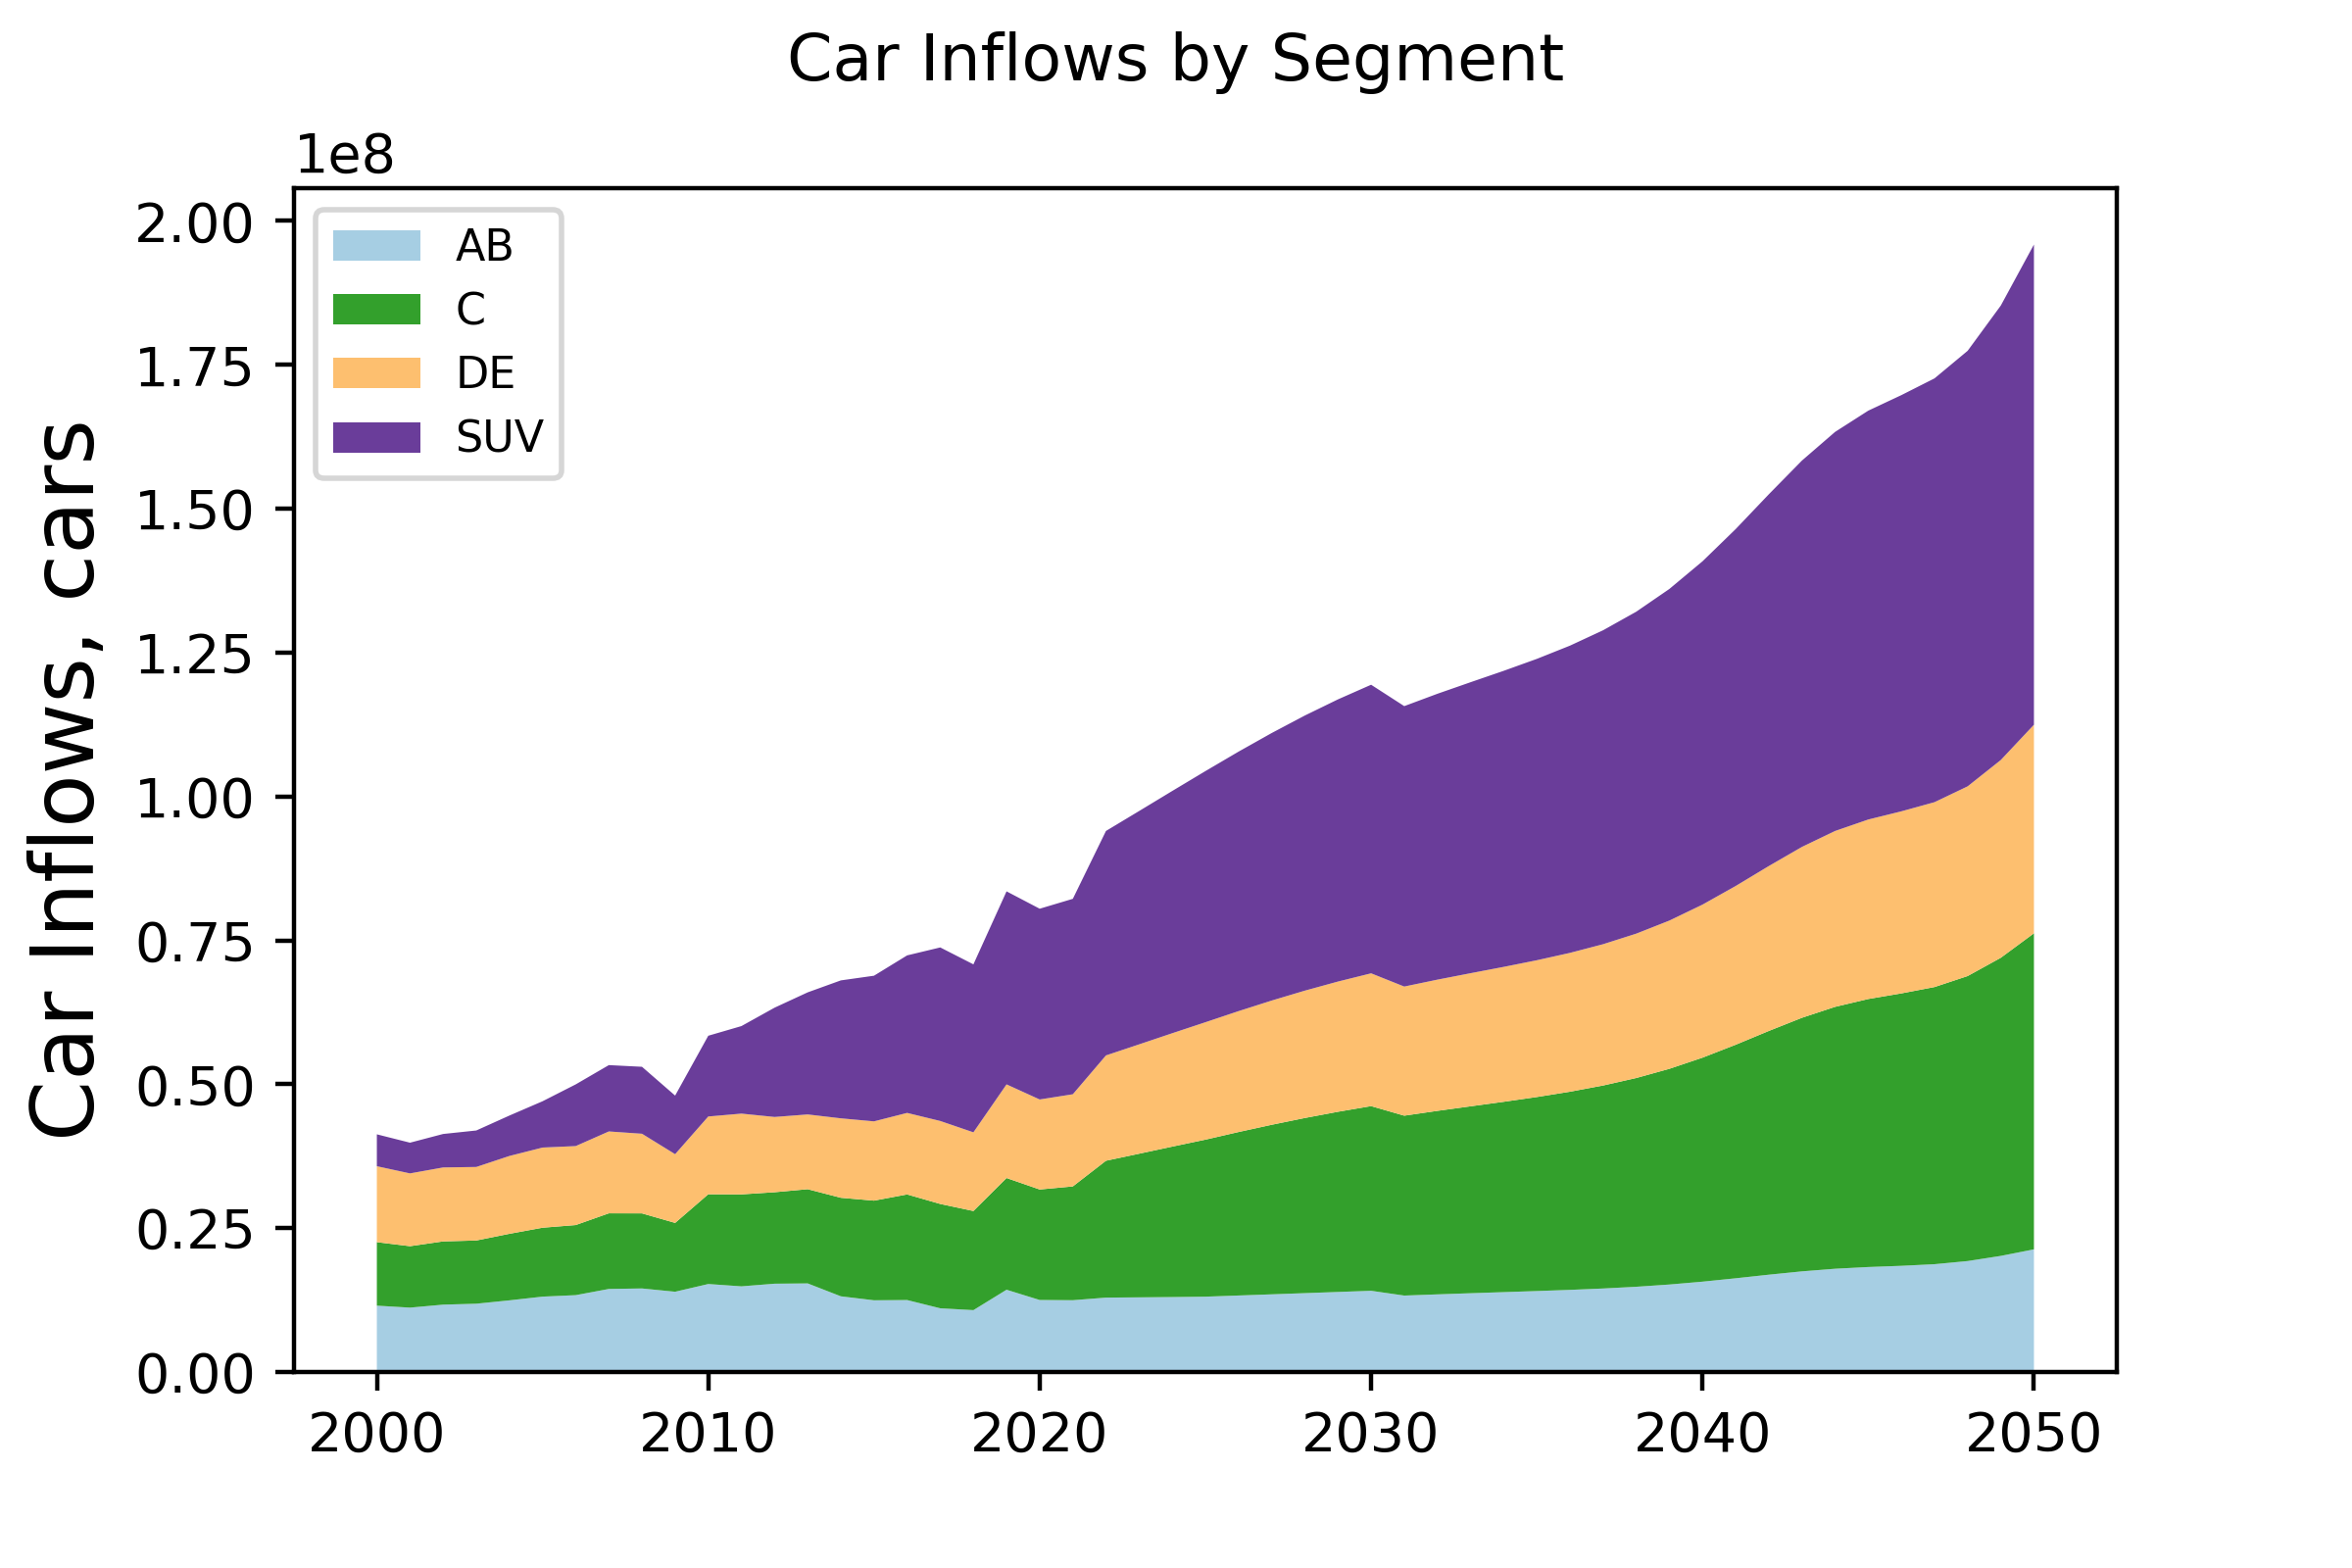 Car Inflows by Segment
1e8
2.00
1.75
1.50
1.25
1.00
0.75
0.50
0.25
0.00
Car Inflows, cars
AB
C
DE
SUV
2000 2010 2020 2030 2040 2050